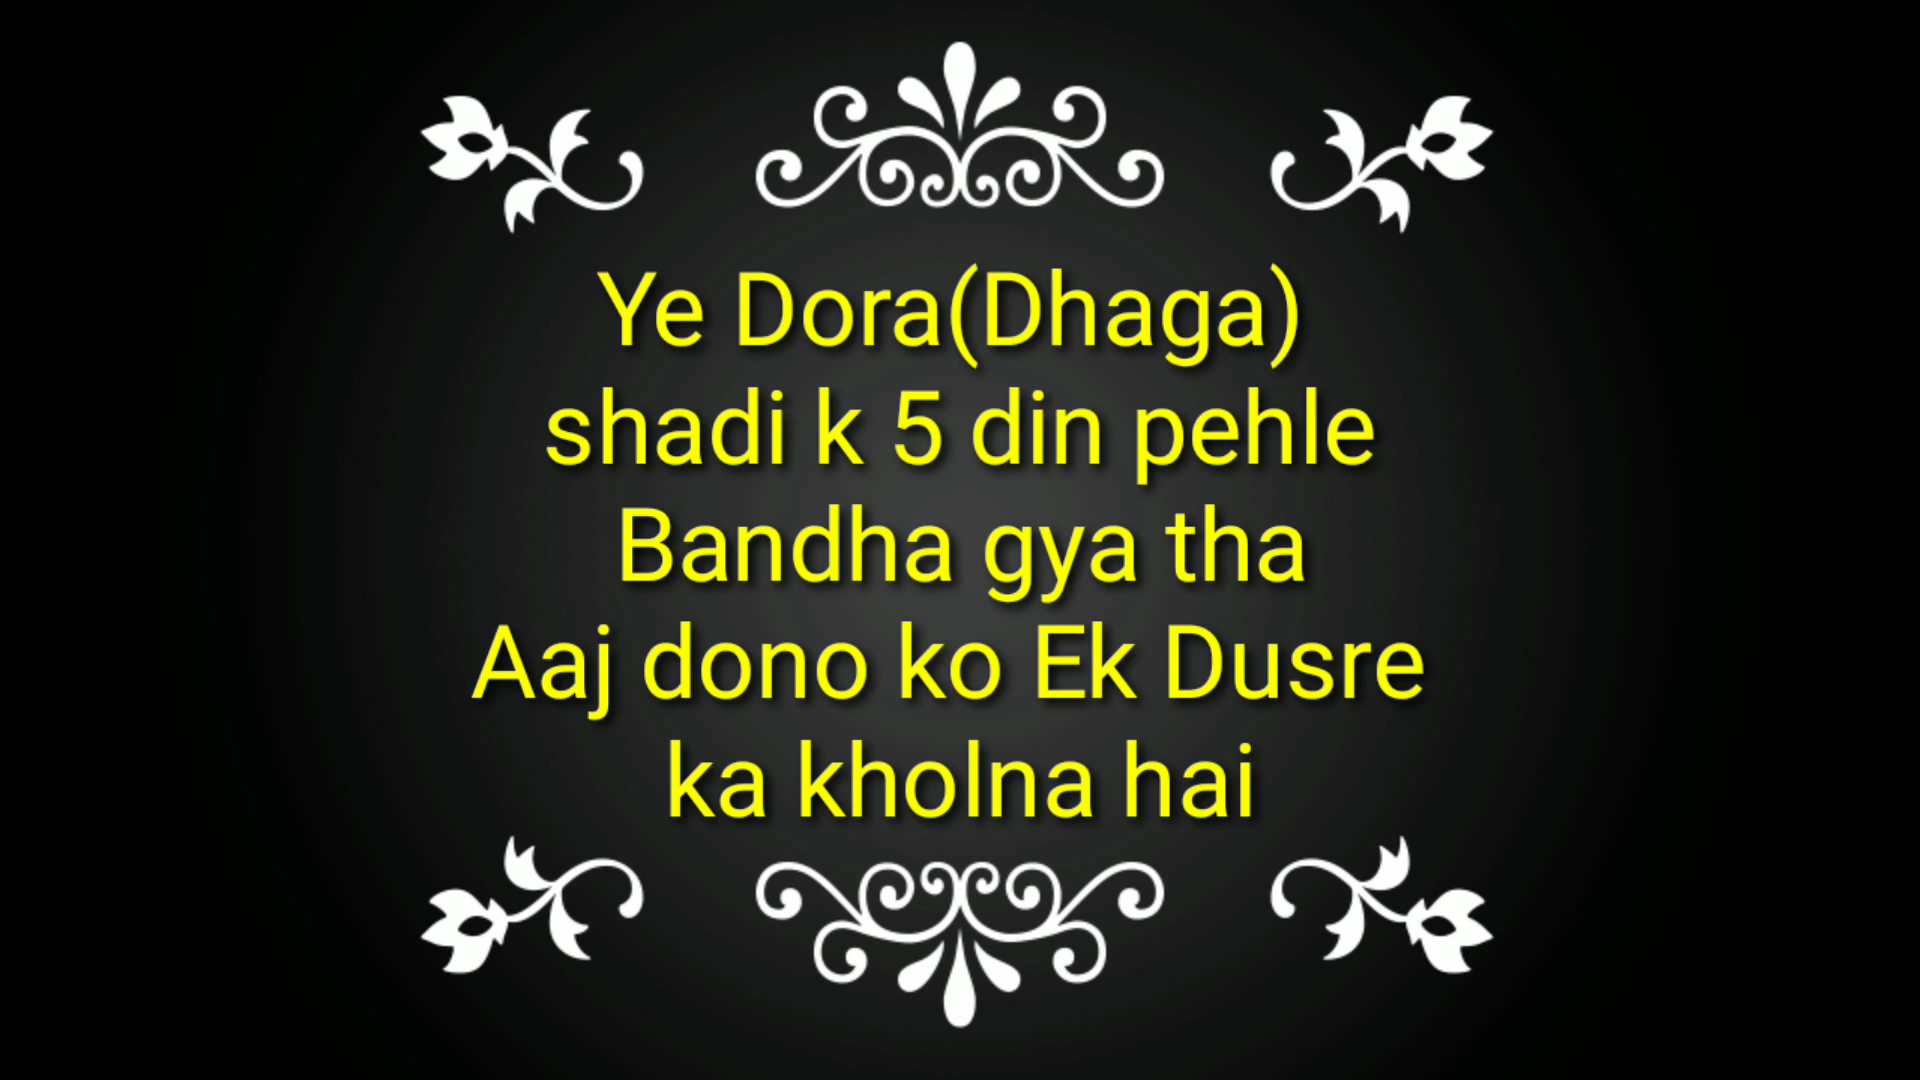 Ye Dora(Dhaga)
shadi k 5 din pehle
Bandha gya tha
Aaj dono ko Ek Dusre
ka kholna hai